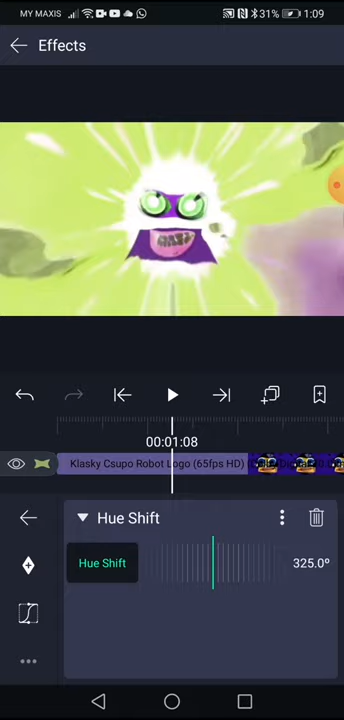 MY MAXIS 31% 1:09
Effects
00:01:08
Klasky Csupo Robot Logo (65fps HD)
Hue Shift
Hue Shift 325.0º